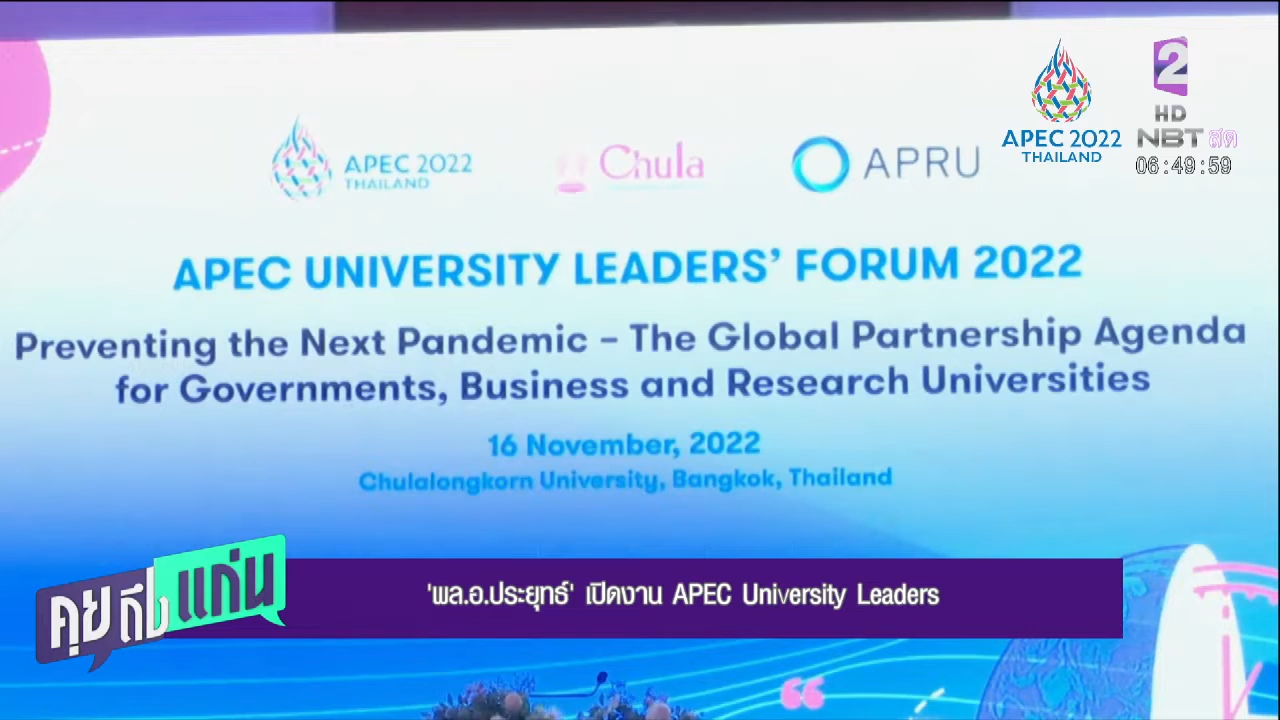 APEC 2022
THAILAND
Chula
APRU
APEC 2022
THAILAND
2
HD
NBT สด
06:49:59
APEC UNIVERSITY LEADERS’ FORUM 2022
Preventing the Next Pandemic – The Global Partnership Agenda
for Governments, Business and Research Universities
16 November, 2022
Chulalongkorn University, Bangkok, Thailand
คุยถึงแก่น
'พล.อ.ประยุทธ์' เปิดงาน APEC University Leaders